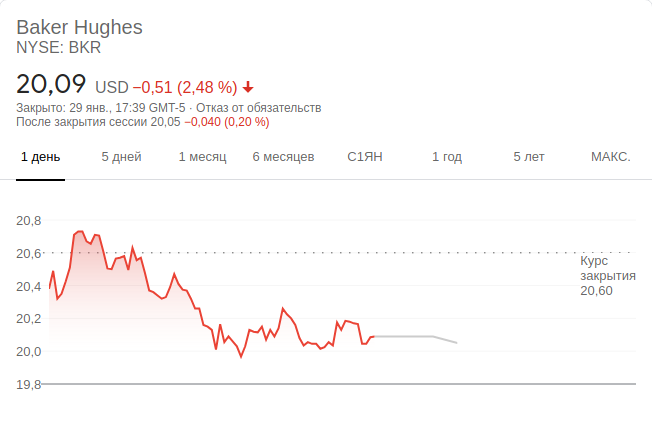 Baker Hughes
NYSE: BKR
20,09 USD −0,51 (2,48 %)
Закрыто: 29 янв., 17:39 GMT-5 · Отказ от обязательств
После закрытия сессии 20,05 −0,040 (0,20 %)
1 день 5 дней 1 месяц 6 месяцев С1ЯН 1 год 5 лет МАКС.
20,8
20,6
Курс
закрытия
20,60
20,4
20,2
20,0
19,8